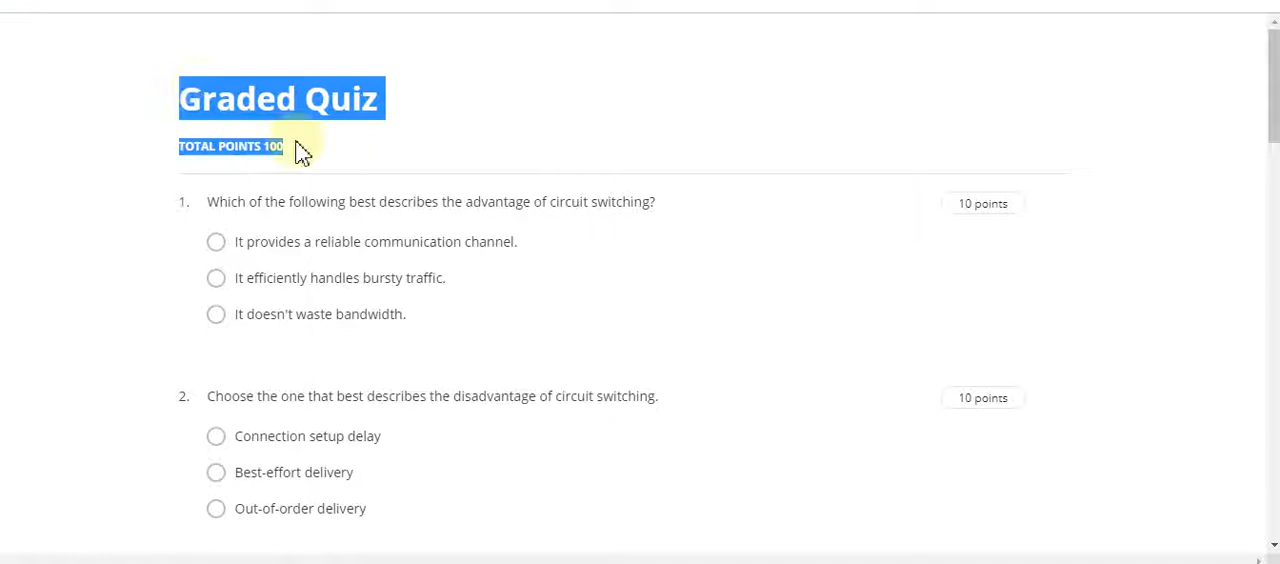 Graded Quiz
TOTAL POINTS 100
1. Which of the following best describes the advantage of circuit switching? 10 points
It provides a reliable communication channel.
It efficiently handles bursty traffic.
It doesn't waste bandwidth.
2. Choose the one that best describes the disadvantage of circuit switching. 10 points
Connection setup delay
Best-effort delivery
Out-of-order delivery